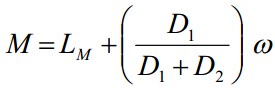 M = L_M + ( D_1 / (D_1 + D_2) ) ω